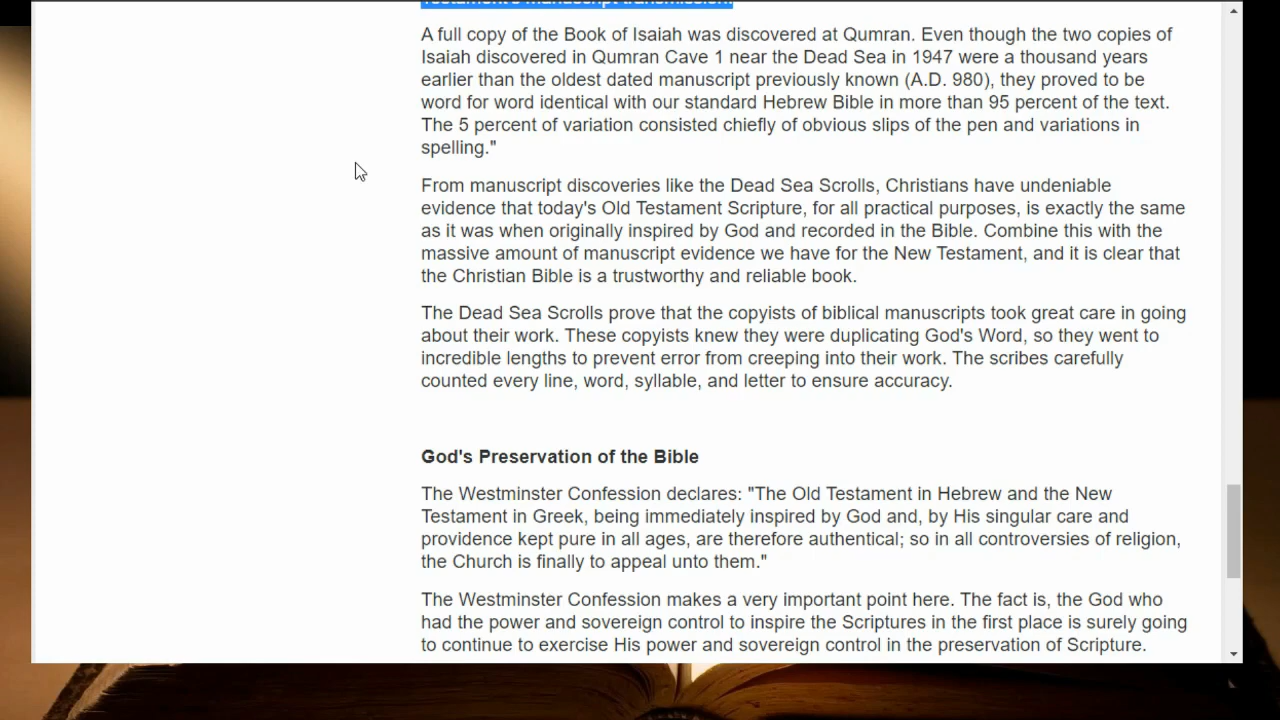 Testament's manuscript transmission.
A full copy of the Book of Isaiah was discovered at Qumran. Even though the two copies of
Isaiah discovered in Qumran Cave 1 near the Dead Sea in 1947 were a thousand years
earlier than the oldest dated manuscript previously known (A.D. 980), they proved to be
word for word identical with our standard Hebrew Bible in more than 95 percent of the text.
The 5 percent of variation consisted chiefly of obvious slips of the pen and variations in
spelling."
From manuscript discoveries like the Dead Sea Scrolls, Christians have undeniable
evidence that today's Old Testament Scripture, for all practical purposes, is exactly the same
as it was when originally inspired by God and recorded in the Bible. Combine this with the
massive amount of manuscript evidence we have for the New Testament, and it is clear that
the Christian Bible is a trustworthy and reliable book.
The Dead Sea Scrolls prove that the copyists of biblical manuscripts took great care in going
about their work. These copyists knew they were duplicating God's Word, so they went to
incredible lengths to prevent error from creeping into their work. The scribes carefully
counted every line, word, syllable, and letter to ensure accuracy.
God's Preservation of the Bible
The Westminster Confession declares: "The Old Testament in Hebrew and the New
Testament in Greek, being immediately inspired by God and, by His singular care and
providence kept pure in all ages, are therefore authentical; so in all controversies of religion,
the Church is finally to appeal unto them."
The Westminster Confession makes a very important point here. The fact is, the God who
had the power and sovereign control to inspire the Scriptures in the first place is surely going
to continue to exercise His power and sovereign control in the preservation of Scripture.